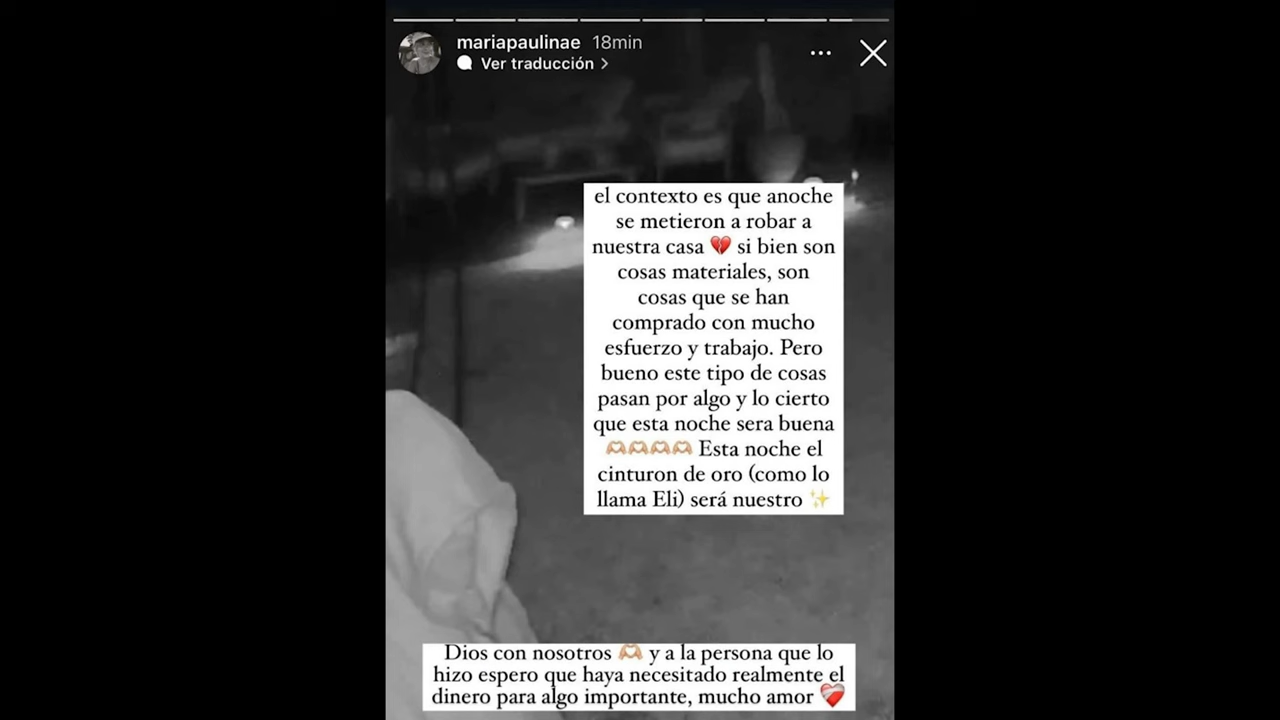 mariapaulinae 18min
Ver traducción >
el contexto es que anoche
se metieron a robar a
nuestra casa 💔 si bien son
cosas materiales, son
cosas que se han
comprado con mucho
esfuerzo y trabajo. Pero
bueno este tipo de cosas
pasan por algo y lo cierto
que esta noche sera buena
🫶🏼🫶🏼🫶🏼🫶🏼 Esta noche el
cinturon de oro (como lo
llama Eli) será nuestro ✨
Dios con nosotros 🫶🏼 y a la persona que lo
hizo espero que haya necesitado realmente el
dinero para algo importante, mucho amor ❤️‍🩹